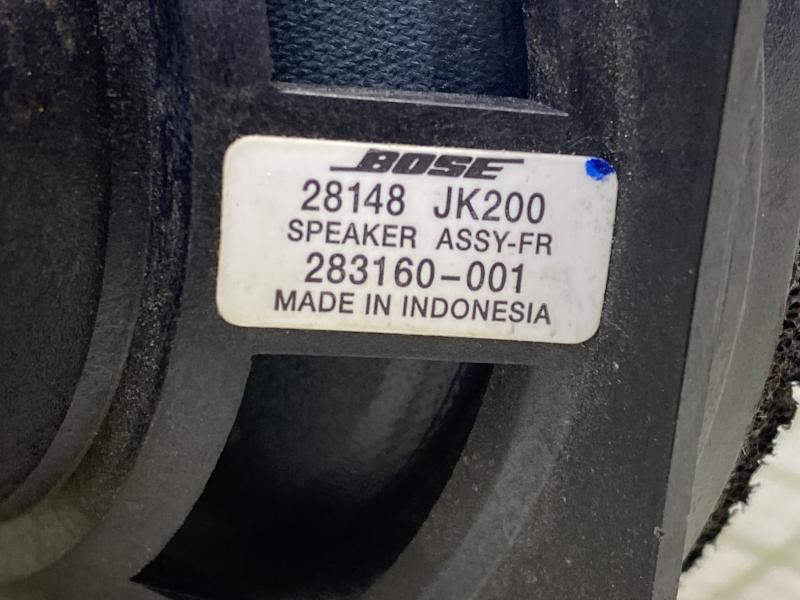 BOSE
28148 JK200
SPEAKER ASSY-FR
283160-001
MADE IN INDONESIA